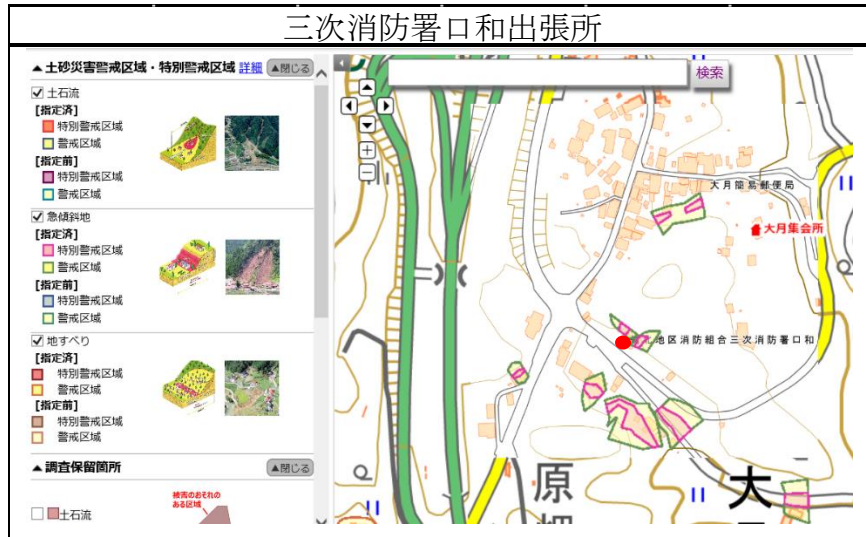 三次消防署口和出張所
▲土砂災害警戒区域・特別警戒区域 詳細 ▲閉じる
土石流
[指定済]
特別警戒区域
警戒区域
[指定前]
特別警戒区域
警戒区域
急傾斜地
[指定済]
特別警戒区域
警戒区域
[指定前]
特別警戒区域
警戒区域
地すべり
[指定済]
特別警戒区域
警戒区域
[指定前]
特別警戒区域
警戒区域
▲調査保留箇所 ▲閉じる
被害のおそれの
ある区域
土石流
検索
大月簡易郵便局
大月集会所
地区消防組合三次消防署口和
原
大